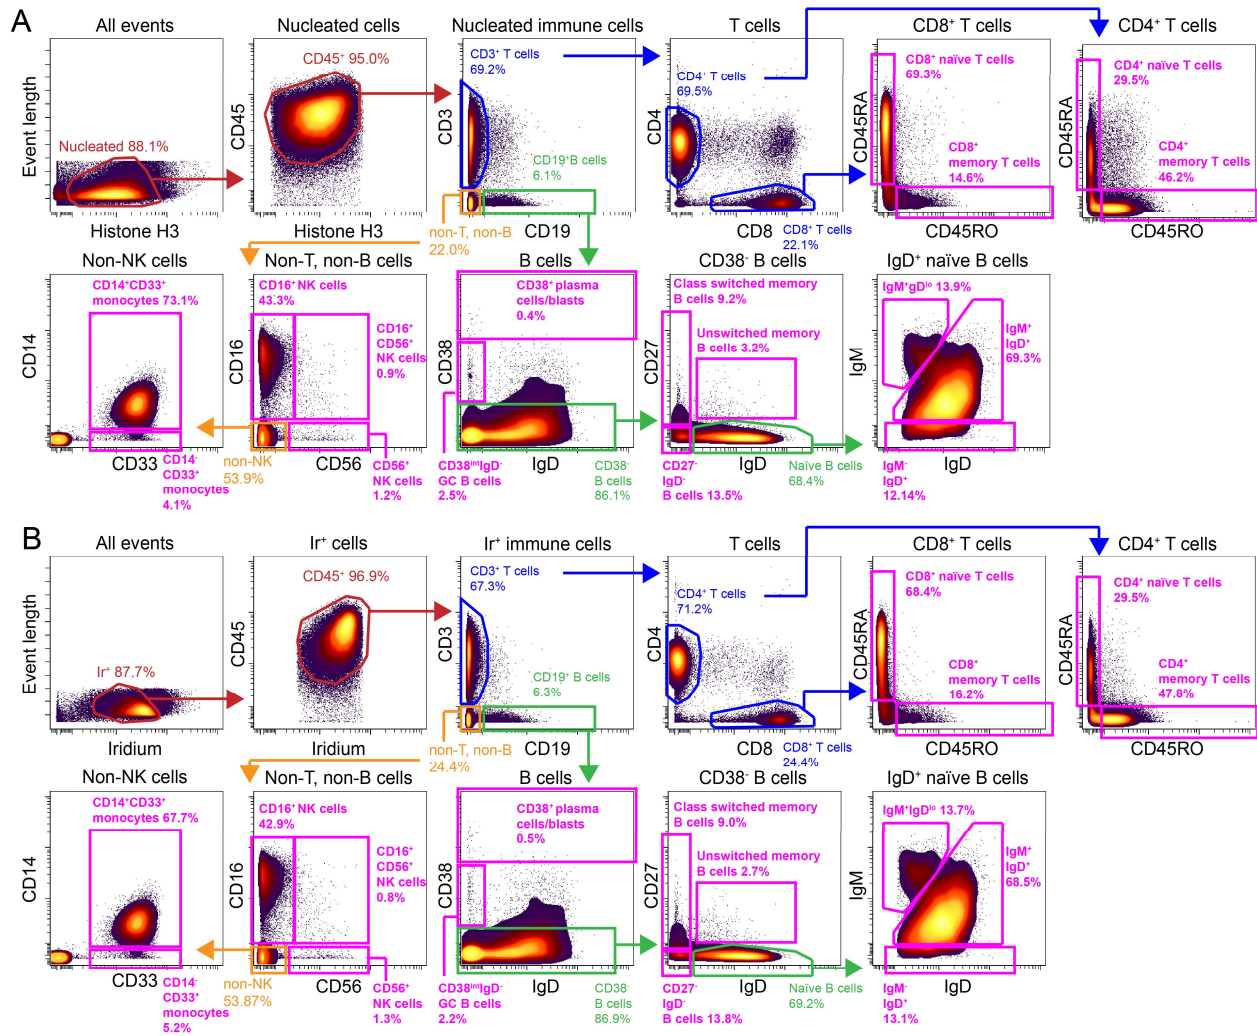 A
All events
Nucleated cells
Nucleated immune cells
T cells
CD8⁺ T cells
CD4⁺ T cells
Event length
Nucleated 88.1%
Histone H3
CD45
CD45⁺ 95.0%
Histone H3
CD3
CD3⁺ T cells
69.2%
CD19⁺B cells
6.1%
non-T, non-B
22.0%
CD19
CD4
CD4⁺ T cells
69.5%
CD8
CD8⁺ T cells
22.1%
CD45RA
CD8⁺ naïve T cells
69.3%
CD8⁺
memory T cells
14.6%
CD45RO
CD45RA
CD4⁺ naïve T cells
29.5%
CD4⁺
memory T cells
46.2%
CD45RO
Non-NK cells
Non-T, non-B cells
B cells
CD38⁻ B cells
IgD⁺ naïve B cells
CD14
CD14⁺CD33⁺
monocytes 73.1%
CD33
CD14⁻
CD33⁺
monocytes
4.1%
CD16
CD16⁺ NK cells
43.3%
CD16⁺
CD56⁺
NK cells
0.9%
non-NK
53.9%
CD56
CD56⁺
NK cells
1.2%
CD38
CD38⁺ plasma
cells/blasts
0.4%
CD38ⁱⁿᵗIgD⁻
GC B cells
2.5%
IgD
CD38⁻
B cells
86.1%
CD27
Class switched memory
B cells 9.2%
Unswitched memory
B cells 3.2%
CD27⁻
IgD⁻
B cells 13.5%
IgD
Naïve B cells
68.4%
IgM
IgM⁺gDˡᵒ 13.9%
IgM⁺
IgD⁺
69.3%
IgM⁻
IgD⁺
12.14%
IgD
B
All events
Ir⁺ cells
Ir⁺ immune cells
T cells
CD8⁺ T cells
CD4⁺ T cells
Event length
Ir⁺ 87.7%
Iridium
CD45
CD45⁺ 96.9%
Iridium
CD3
CD3⁺ T cells
67.3%
CD19⁺ B cells
6.3%
non-T, non-B
24.4%
CD19
CD4
CD4⁺ T cells
71.2%
CD8
CD8⁺ T cells
24.4%
CD45RA
CD8⁺ naïve T cells
68.4%
CD8⁺
memory T cells
16.2%
CD45RO
CD45RA
CD4⁺ naïve T cells
29.5%
CD4⁺
memory T cells
47.8%
CD45RO
Non-NK cells
Non-T, non-B cells
B cells
CD38⁻ B cells
IgD⁺ naïve B cells
CD14
CD14⁺CD33⁺
monocytes 67.7%
CD33
CD14⁻
CD33⁺
monocytes
5.2%
CD16
CD16⁺ NK cells
42.9%
CD16⁺
CD56⁺
NK cells
0.8%
non-NK
53.87%
CD56
CD56⁺
NK cells
1.3%
CD38
CD38⁺ plasma
cells/blasts
0.5%
CD38ⁱⁿᵗIgD⁻
GC B cells
2.2%
IgD
CD38⁻
B cells
86.9%
CD27
Class switched memory
B cells 9.0%
Unswitched memory
B cells 2.7%
CD27⁻
IgD⁻
B cells 13.8%
IgD
Naïve B cells
69.2%
IgM
IgM⁺IgDˡᵒ 13.7%
IgM⁺
IgD⁺
68.5%
IgM⁻
IgD⁺
13.1%
IgD